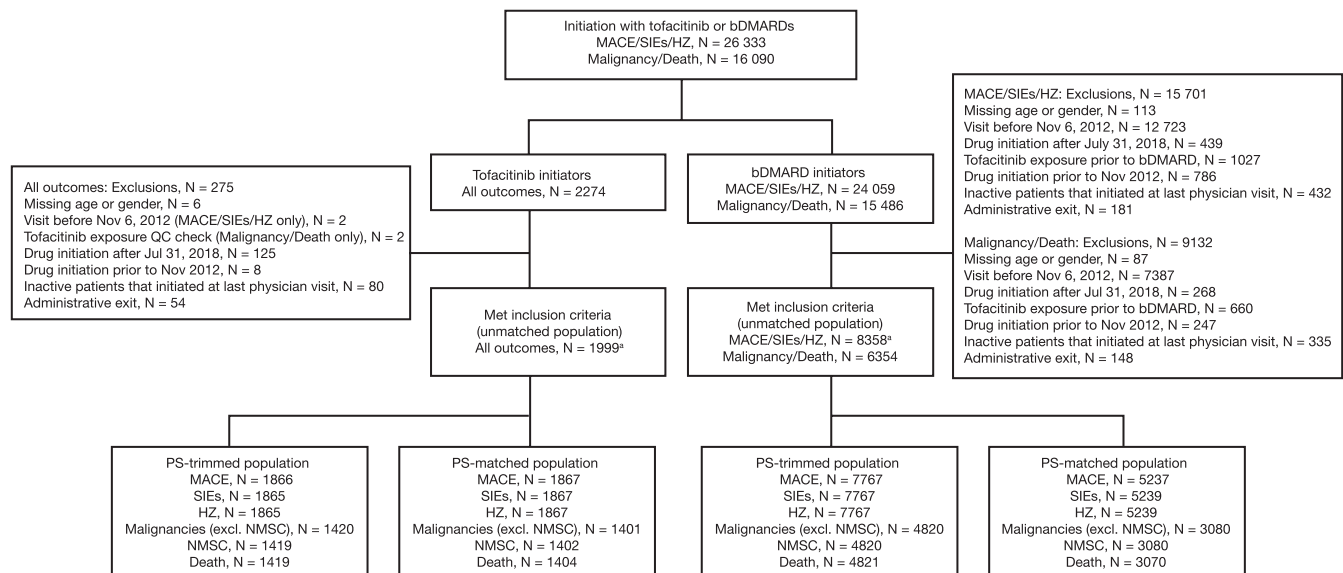 Initiation with tofacitinib or bDMARDs
MACE/SIEs/HZ, N = 26 333
Malignancy/Death, N = 16 090
MACE/SIEs/HZ: Exclusions, N = 15 701
Missing age or gender, N = 113
Visit before Nov 6, 2012, N = 12 723
Drug initiation after July 31, 2018, N = 439
Tofacitinib exposure prior to bDMARD, N = 1027
Drug initiation prior to Nov 2012, N = 786
Inactive patients that initiated at last physician visit, N = 432
Administrative exit, N = 181
Malignancy/Death: Exclusions, N = 9132
Missing age or gender, N = 87
Visit before Nov 6, 2012, N = 7387
Drug initiation after Jul 31, 2018, N = 268
Tofacitinib exposure prior to bDMARD, N = 660
Drug initiation prior to Nov 2012, N = 247
Inactive patients that initiated at last physician visit, N = 335
Administrative exit, N = 148
Tofacitinib initiators
All outcomes, N = 2274
bDMARD initiators
MACE/SIEs/HZ, N = 24 059
Malignancy/Death, N = 15 486
All outcomes: Exclusions, N = 275
Missing age or gender, N = 6
Visit before Nov 6, 2012 (MACE/SIEs/HZ only), N = 2
Tofacitinib exposure QC check (Malignancy/Death only), N = 2
Drug initiation after Jul 31, 2018, N = 125
Drug initiation prior to Nov 2012, N = 8
Inactive patients that initiated at last physician visit, N = 80
Administrative exit, N = 54
Met inclusion criteria
(unmatched population)
All outcomes, N = 1999ᵃ
Met inclusion criteria
(unmatched population)
MACE/SIEs/HZ, N = 8358ᵃ
Malignancy/Death, N = 6354
PS-trimmed population
MACE, N = 1866
SIEs, N = 1865
HZ, N = 1865
Malignancies (excl. NMSC), N = 1420
NMSC, N = 1419
Death, N = 1419
PS-matched population
MACE, N = 1867
SIEs, N = 1867
HZ, N = 1867
Malignancies (excl. NMSC), N = 1401
NMSC, N = 1402
Death, N = 1404
PS-trimmed population
MACE, N = 7767
SIEs, N = 7767
HZ, N = 7767
Malignancies (excl. NMSC), N = 4820
NMSC, N = 4820
Death, N = 4821
PS-matched population
MACE, N = 5237
SIEs, N = 5239
HZ, N = 5239
Malignancies (excl. NMSC), N = 3080
NMSC, N = 3080
Death, N = 3070